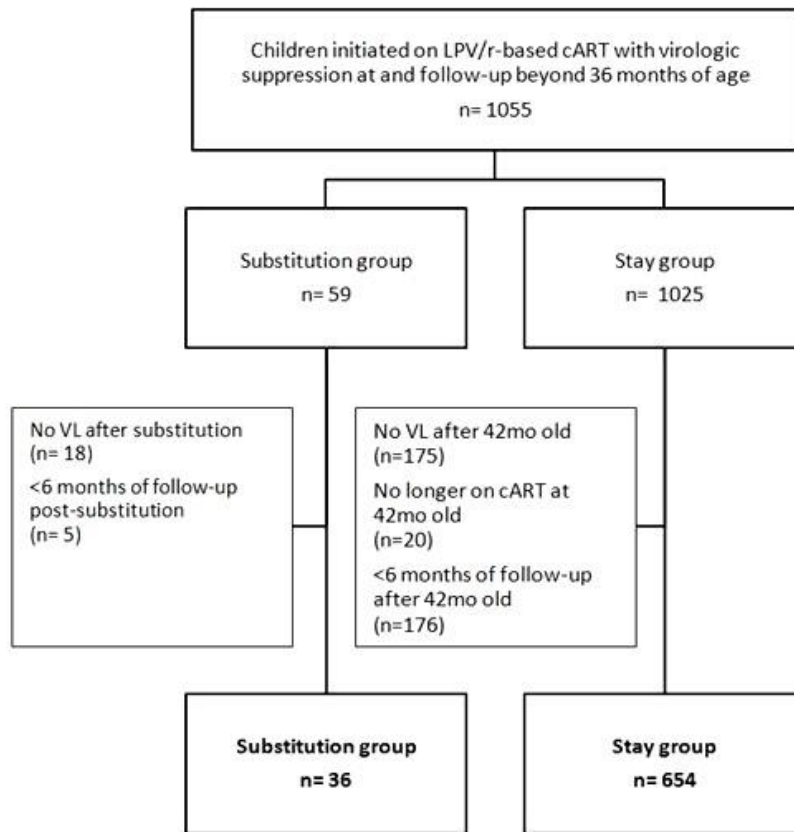 Children initiated on LPV/r-based cART with virologic
suppression at and follow-up beyond 36 months of age
n= 1055
Substitution group
n= 59
Stay group
n= 1025
No VL after substitution
(n= 18)
<6 months of follow-up
post-substitution
(n= 5)
No VL after 42mo old
(n=175)
No longer on cART at
42mo old
(n=20)
<6 months of follow-up
after 42mo old
(n=176)
Substitution group
n= 36
Stay group
n= 654